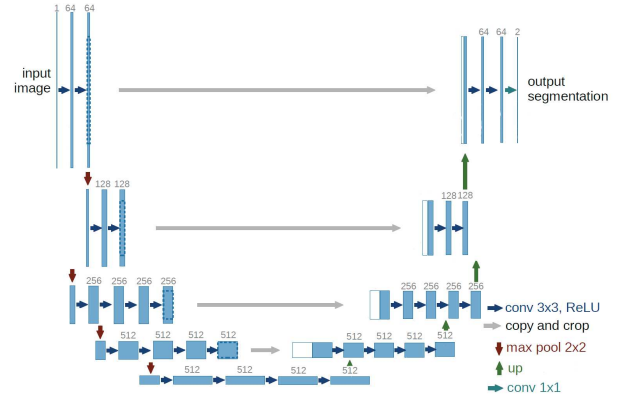 1 64 64
64 64 2
input
image
output
segmentation
128 128
128 128
256 256 256 256
256 256 256 256
conv 3x3, ReLU
copy and crop
512 512 512 512
512 512 512 512
max pool 2x2
up
512 512 512 512
conv 1x1